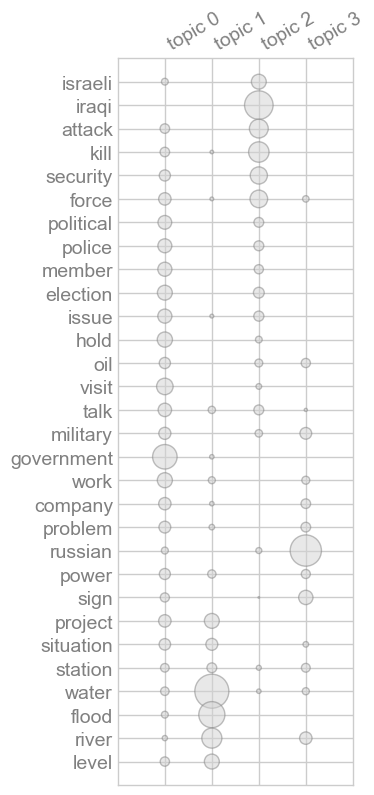 topic 0 topic 1 topic 2 topic 3
israeli
iraqi
attack
kill
security
force
political
police
member
election
issue
hold
oil
visit
talk
military
government
work
company
problem
russian
power
sign
project
situation
station
water
flood
river
level